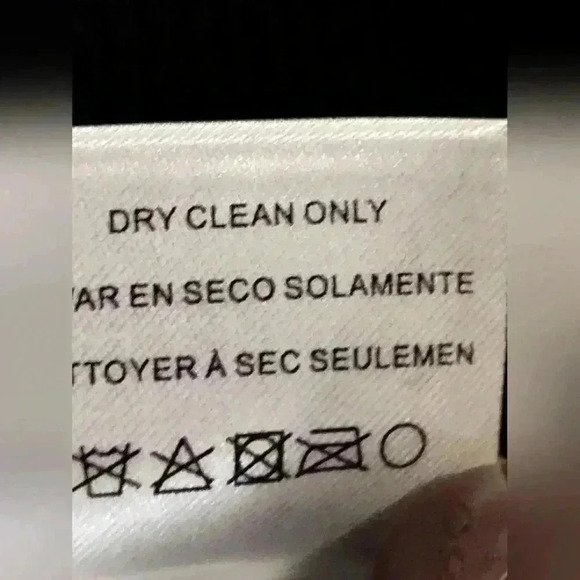 DRY CLEAN ONLY
AR EN SECO SOLAMENTE
TTOYER À SEC SEULEMEN